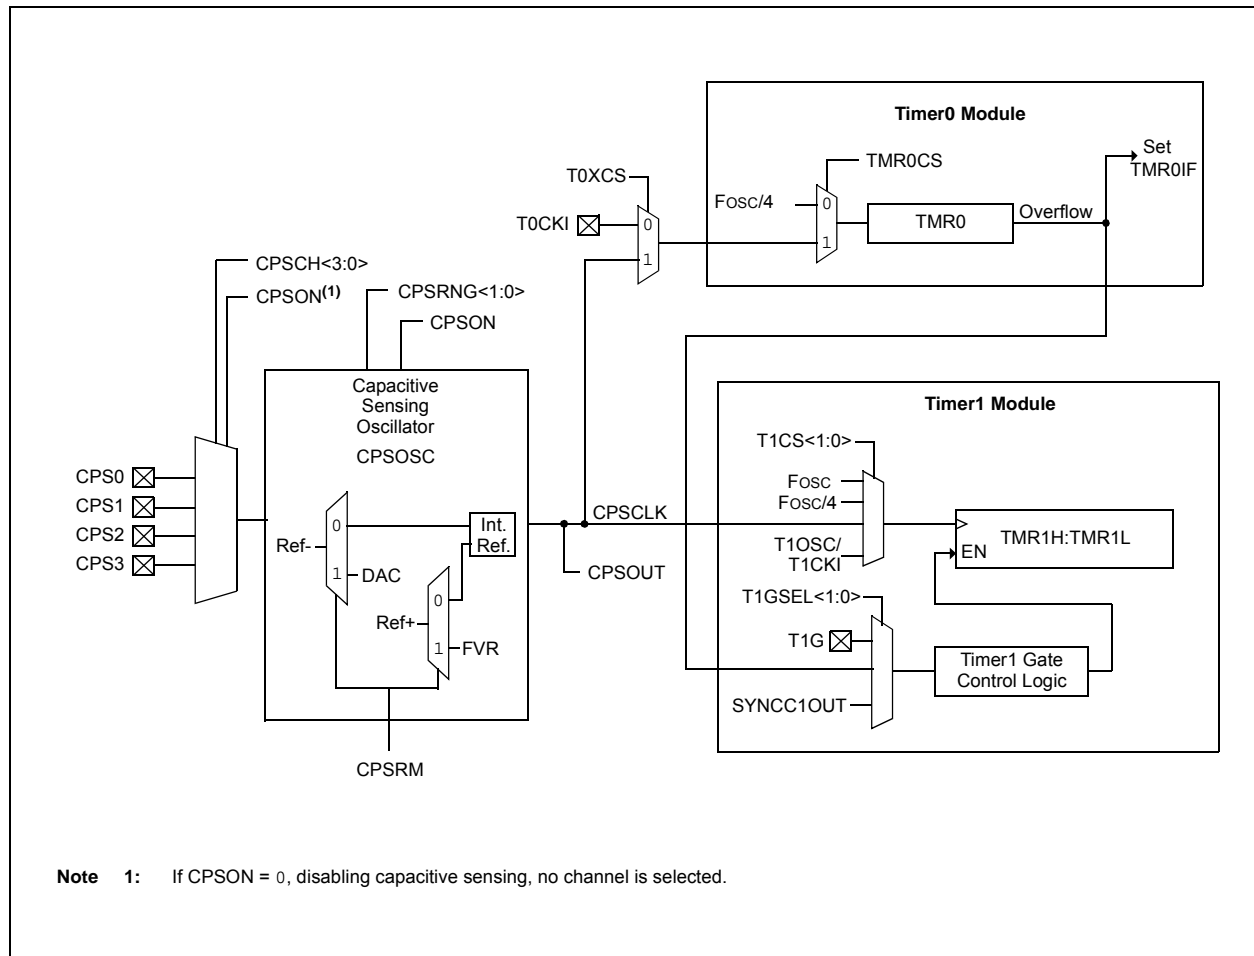 Timer0 Module
Set
TMR0IF
TMR0CS
T0XCS
FOSC/4
0
1
TMR0
Overflow
T0CKI
0
1
CPSCH<3:0>
CPSON(1)
CPSRNG<1:0>
CPSON
Capacitive
Sensing
Oscillator
CPSOSC
Timer1 Module
T1CS<1:0>
CPS0
CPS1
CPS2
CPS3
FOSC
FOSC/4
0
Ref-
1
DAC
Int.
Ref.
0
Ref+
1
FVR
CPSCLK
CPSOUT
T1OSC/
T1CKI
TMR1H:TMR1L
EN
T1GSEL<1:0>
T1G
Timer1 Gate
Control Logic
SYNCC1OUT
CPSRM
Note 1: If CPSON = 0, disabling capacitive sensing, no channel is selected.